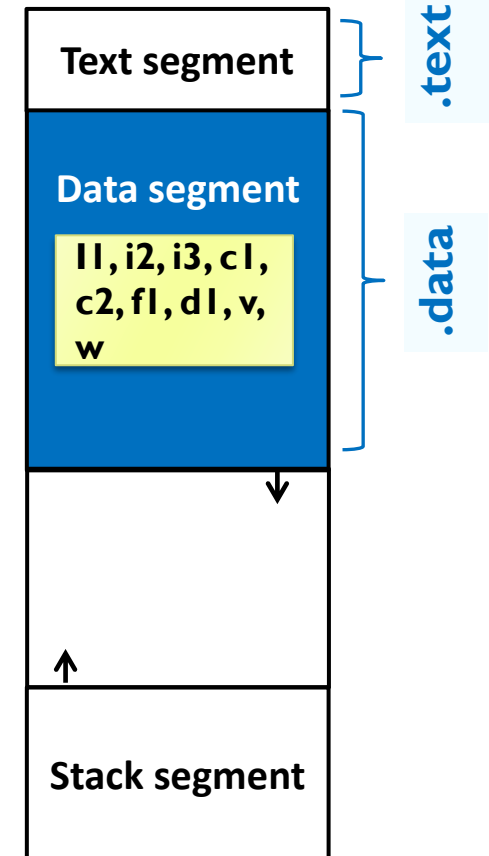 Text segment
.text
Data segment
I1, i2, i3, c1,
c2, f1, d1, v,
w
.data
Stack segment